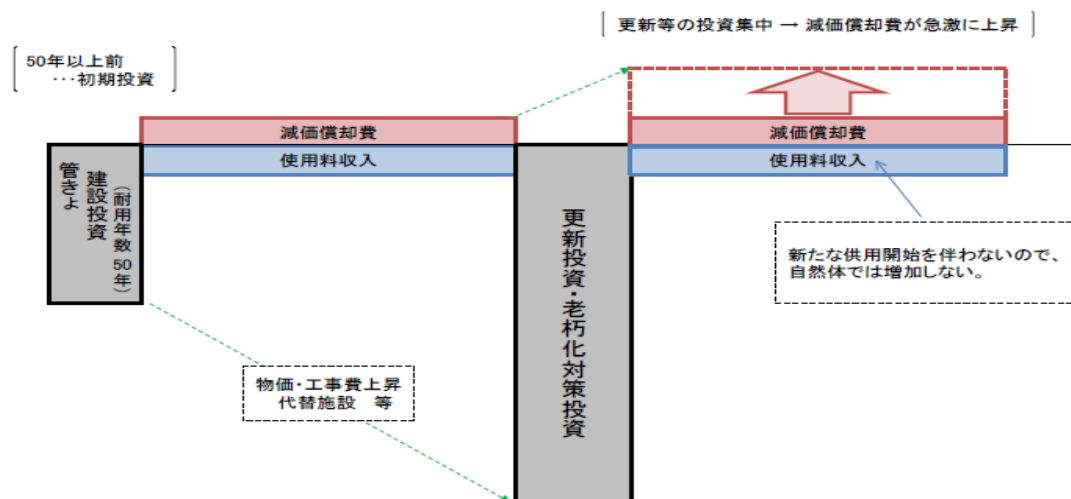 更新等の投資集中 → 減価償却費が急激に上昇
50年以上前
…初期投資
減価償却費
使用料収入
減価償却費
使用料収入
管きょ
建設投資
（耐用年数 50年）
更新投資・老朽化対策投資
新たな供用開始を伴わないので、
自然体では増加しない。
物価・工事費上昇
代替施設 等